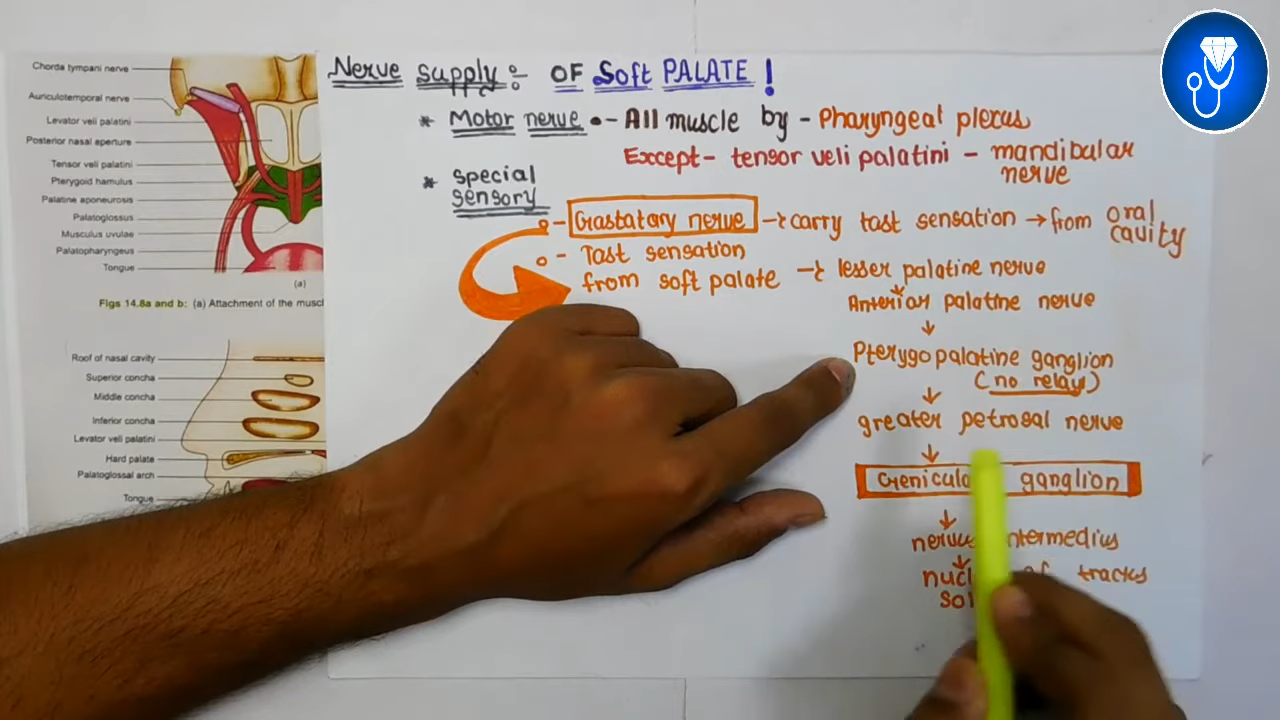 Chorda tympani nerve
Auriculotemporal nerve
Levator veli palatini
Posterior nasal aperture
Tensor veli palatini
Pterygoid hamulus
Palatine aponeurosis
Palatoglossus
Musculus uvulae
Palatopharyngeus
Tongue
(a)
Figs 14.8a and b: (a) Attachment of the muscl
Roof of nasal cavity
Superior concha
Middle concha
Inferior concha
Levator veli palatini
Hard palate
Palatoglossal arch
Tongue
Nerve supply :- OF Soft PALATE !
* Motor nerve •- All muscle by - Pharyngeal plexus
Except - tensor veli palatini - mandibular
nerve
* special
sensory
Grastatary nerve → carry tast sensation → from oral
cavity
Tast sensation
from soft palate → lesser palatine nerve
Anteriar palatine nerve
↓
Pterygopalatine ganglion
(no relay)
↓
greater petrosal nerve
↓
ganglion
↓
↓
tracks